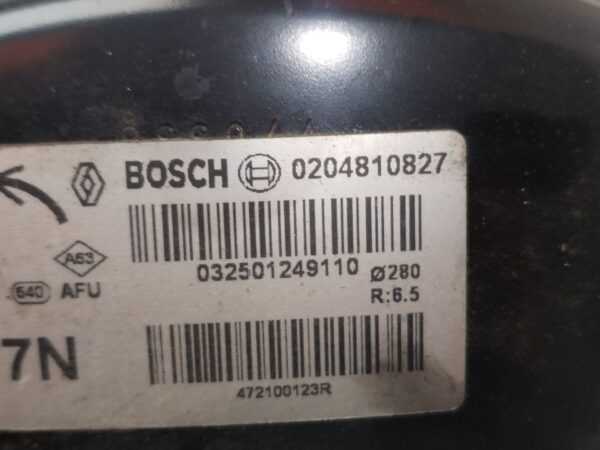 BOSCH 0204810827
032501249110 ø280
R:6.5
A63
640 AFU
7N
472100123R